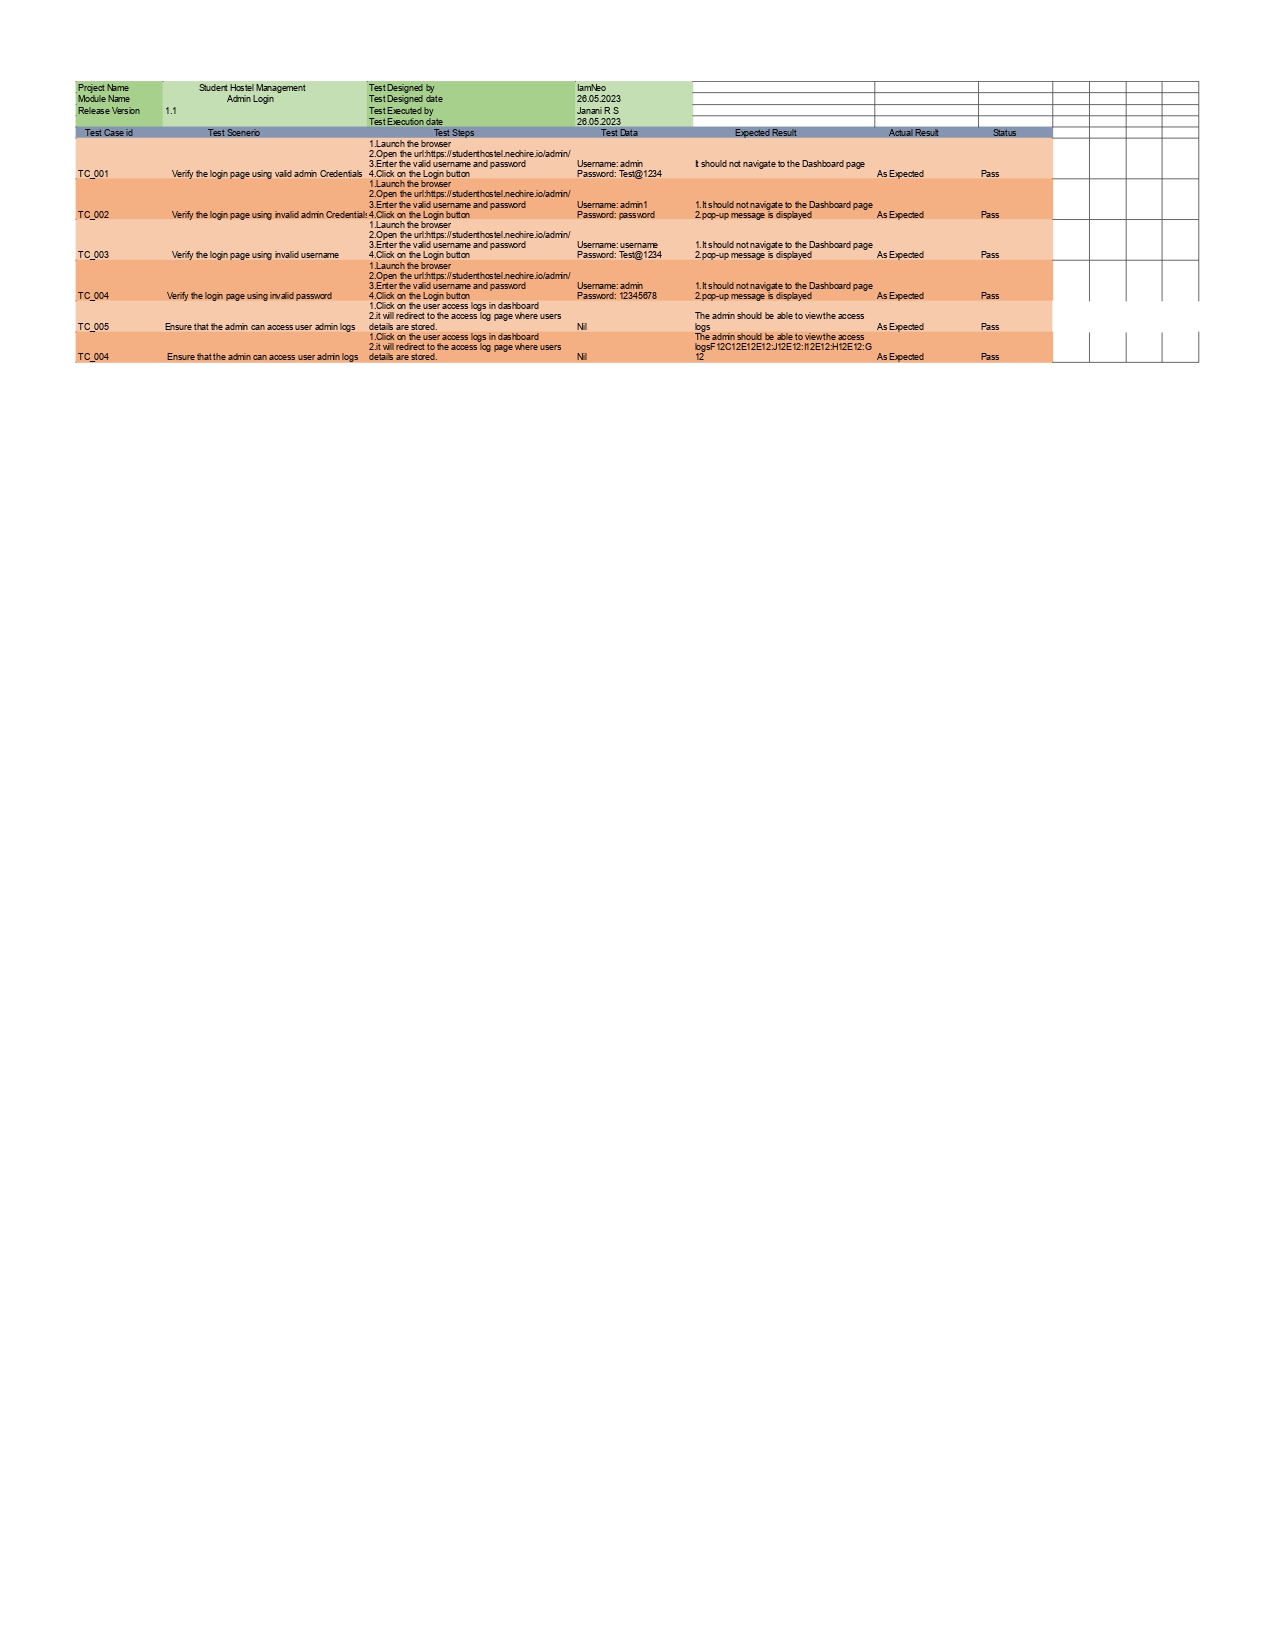 Project Name Student Hostel Management Test Designed by IamNeo
Module Name Admin Login Test Designed date 26.05.2023
Release Version 1.1 Test Executed by Janani R S
Test Execution date 26.05.2023
Test Case id Test Scenerio Test Steps Test Data Expected Result Actual Result Status
1.Launch the browser
2.Open the url:https://studenthostel.neohire.io/admin/
3.Enter the valid username and password Username: admin It should not navigate to the Dashboard page
TC_001 Verify the login page using valid admin Credentials 4.Click on the Login button Password: Test@1234 As Expected Pass
1.Launch the browser
2.Open the url:https://studenthostel.neohire.io/admin/
3.Enter the valid username and password Username: admin1 1.It should not navigate to the Dashboard page
TC_002 Verify the login page using invalid admin Credentials 4.Click on the Login button Password: password 2.pop-up message is displayed As Expected Pass
1.Launch the browser
2.Open the url:https://studenthostel.neohire.io/admin/
3.Enter the valid username and password Username: username 1.It should not navigate to the Dashboard page
TC_003 Verify the login page using invalid username 4.Click on the Login button Password: Test@1234 2.pop-up message is displayed As Expected Pass
1.Launch the browser
2.Open the url:https://studenthostel.neohire.io/admin/
3.Enter the valid username and password Username: admin 1.It should not navigate to the Dashboard page
TC_004 Verify the login page using invalid password 4.Click on the Login button Password: 12345678 2.pop-up message is displayed As Expected Pass
1.Click on the user access logs in dashboard
2.it will redirect to the access log page where users The admin should be able to view the access
TC_005 Ensure that the admin can access user admin logs details are stored. Nil logs As Expected Pass
1.Click on the user access logs in dashboard The admin should be able to view the access
2.it will redirect to the access log page where users logsF12C12E12E12:J12E12:I12E12:H12E12:G
TC_004 Ensure that the admin can access user admin logs details are stored. Nil 12 As Expected Pass